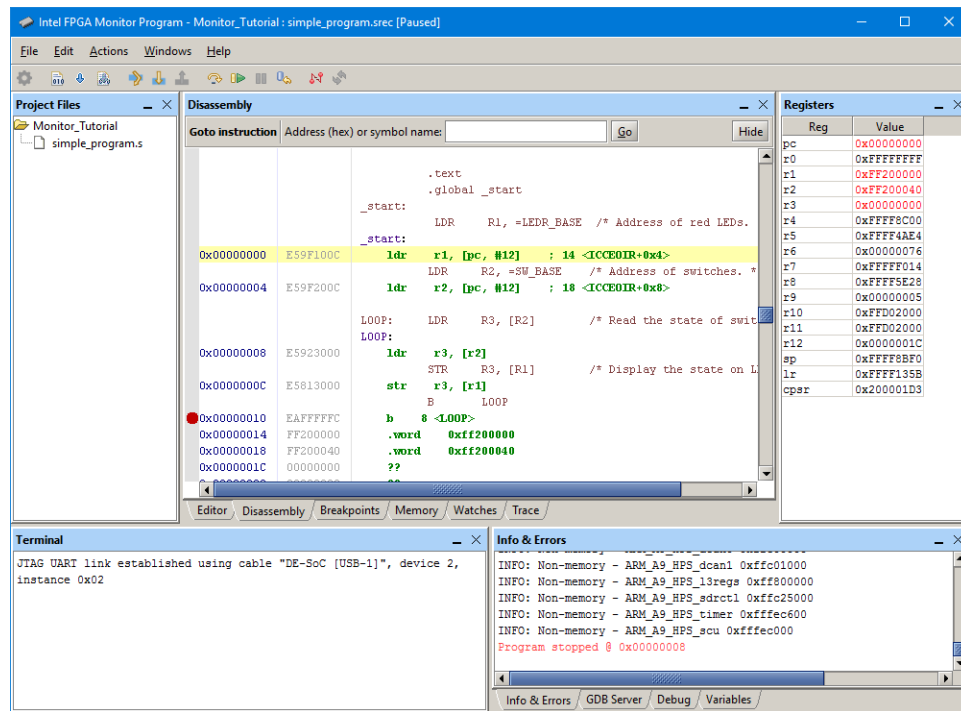 Intel FPGA Monitor Program - Monitor_Tutorial : simple_program.srec [Paused]
File Edit Actions Windows Help
Project Files
Monitor_Tutorial
simple_program.s
Disassembly
Goto instruction Address (hex) or symbol name: Go Hide
.text
.global _start
_start:
LDR R1, =LEDR_BASE /* Address of red LEDs.
_start:
0x00000000 E59F100C ldr r1, [pc, #12] ; 14 <ICCEOIR+0x4>
LDR R2, =SW_BASE /* Address of switches. *
0x00000004 E59F200C ldr r2, [pc, #12] ; 18 <ICCEOIR+0x8>
LOOP: LDR R3, [R2] /* Read the state of swit
LOOP:
0x00000008 E5923000 ldr r3, [r2]
STR R3, [R1] /* Display the state on L
0x0000000C E5813000 str r3, [r1]
B LOOP
0x00000010 EAFFFFFC b 8 <LOOP>
0x00000014 FF200000 .word 0xff200000
0x00000018 FF200040 .word 0xff200040
0x0000001C 00000000 ??
Editor Disassembly Breakpoints Memory Watches Trace
Registers
Reg Value
pc 0x00000000
r0 0xFFFFFFFF
r1 0xFF200000
r2 0xFF200040
r3 0x00000000
r4 0xFFFF8C00
r5 0xFFFF4AE4
r6 0x00000076
r7 0xFFFFF014
r8 0xFFFF5E28
r9 0x00000005
r10 0xFFD02000
r11 0xFFD02000
r12 0x0000001C
sp 0xFFFF8BF0
lr 0xFFFF135B
cpsr 0x200001D3
Terminal
JTAG UART link established using cable "DE-SoC [USB-1]", device 2,
instance 0x02
Info & Errors
INFO: Non-memory - ARM_A9_HPS_dcan1 0xffc01000
INFO: Non-memory - ARM_A9_HPS_l3regs 0xff800000
INFO: Non-memory - ARM_A9_HPS_sdrctl 0xffc25000
INFO: Non-memory - ARM_A9_HPS_timer 0xfffec600
INFO: Non-memory - ARM_A9_HPS_scu 0xfffec000
Program stopped @ 0x00000008
Info & Errors GDB Server Debug Variables